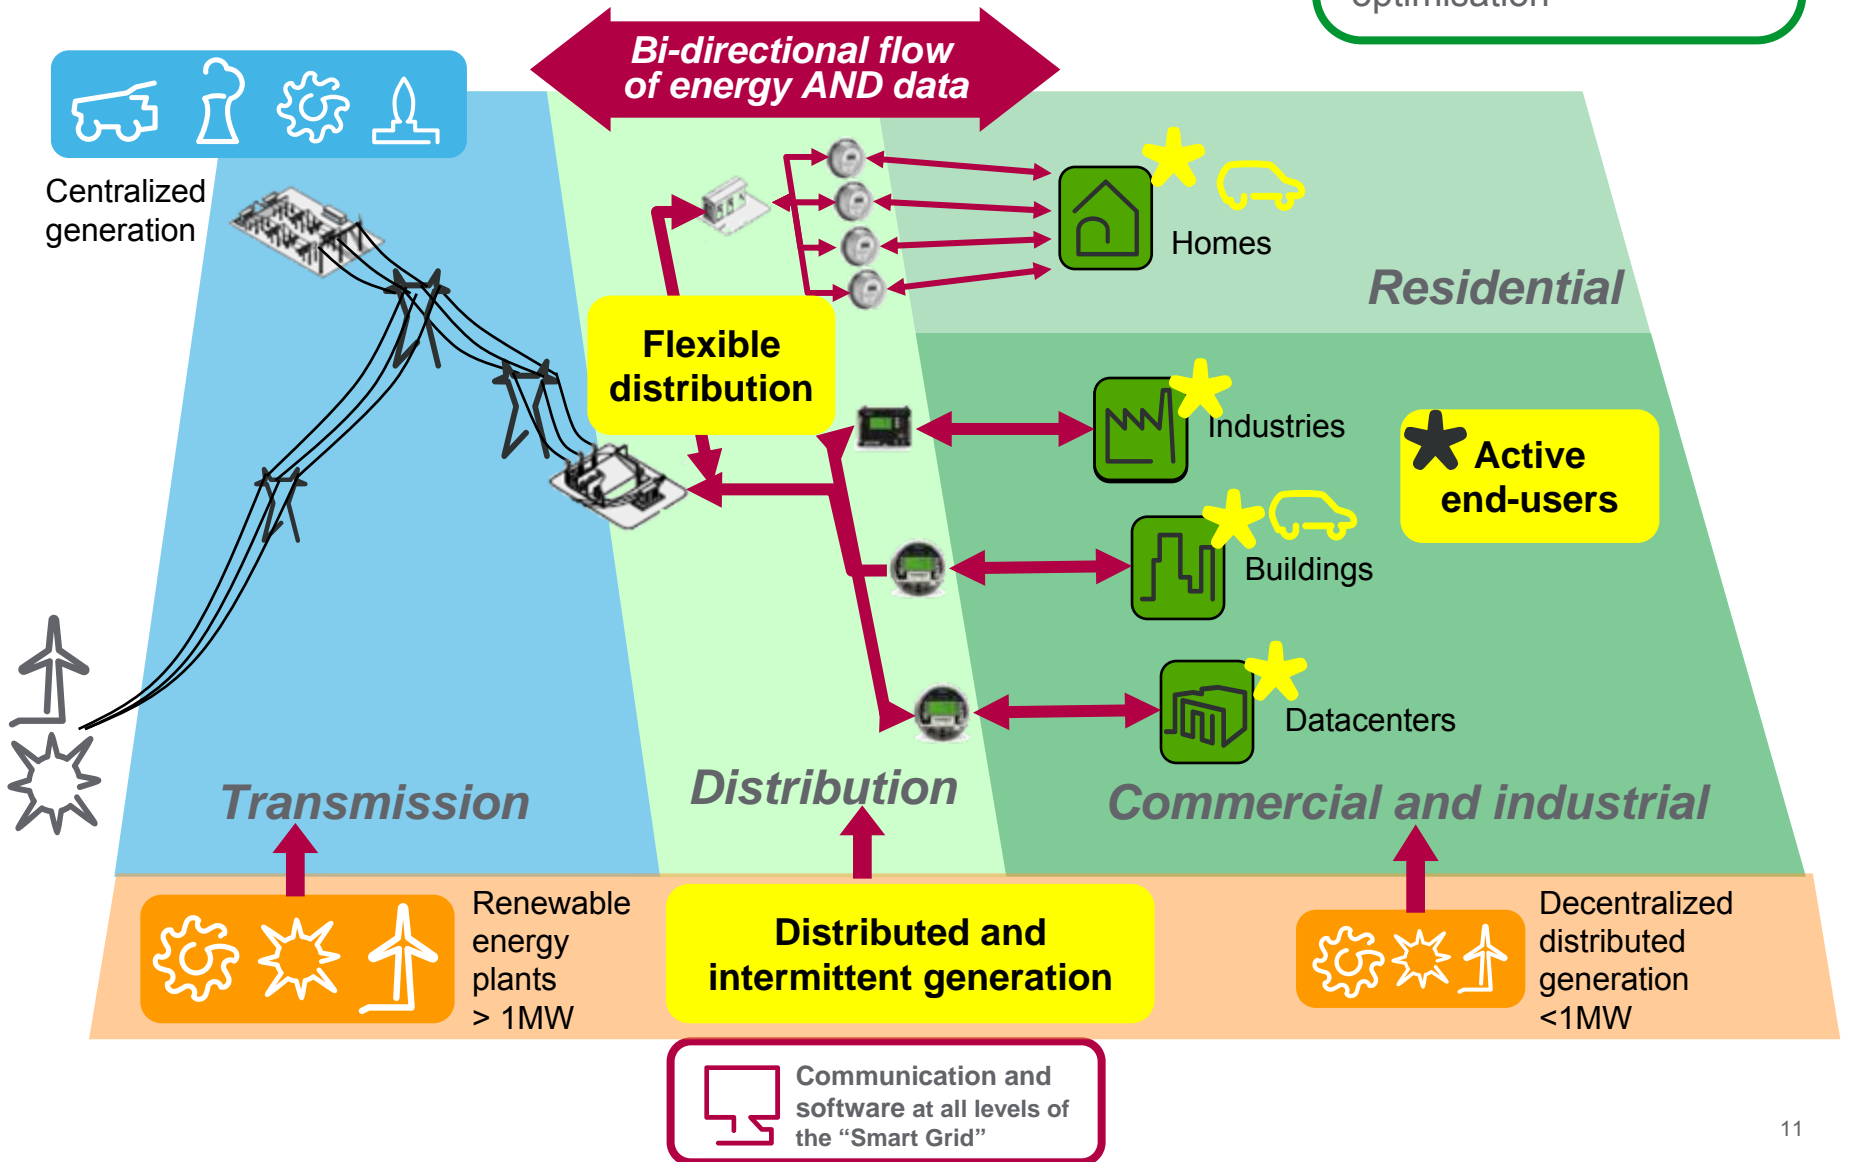 optimisation
Bi-directional flow
of energy AND data
Centralized
generation
Homes
Residential
Flexible
distribution
Industries
Active
end-users
Buildings
Datacenters
Transmission
Distribution
Commercial and industrial
Renewable
energy
plants
> 1MW
Distributed and
intermittent generation
Decentralized
distributed
generation
<1MW
Communication and
software at all levels of
the “Smart Grid”
11